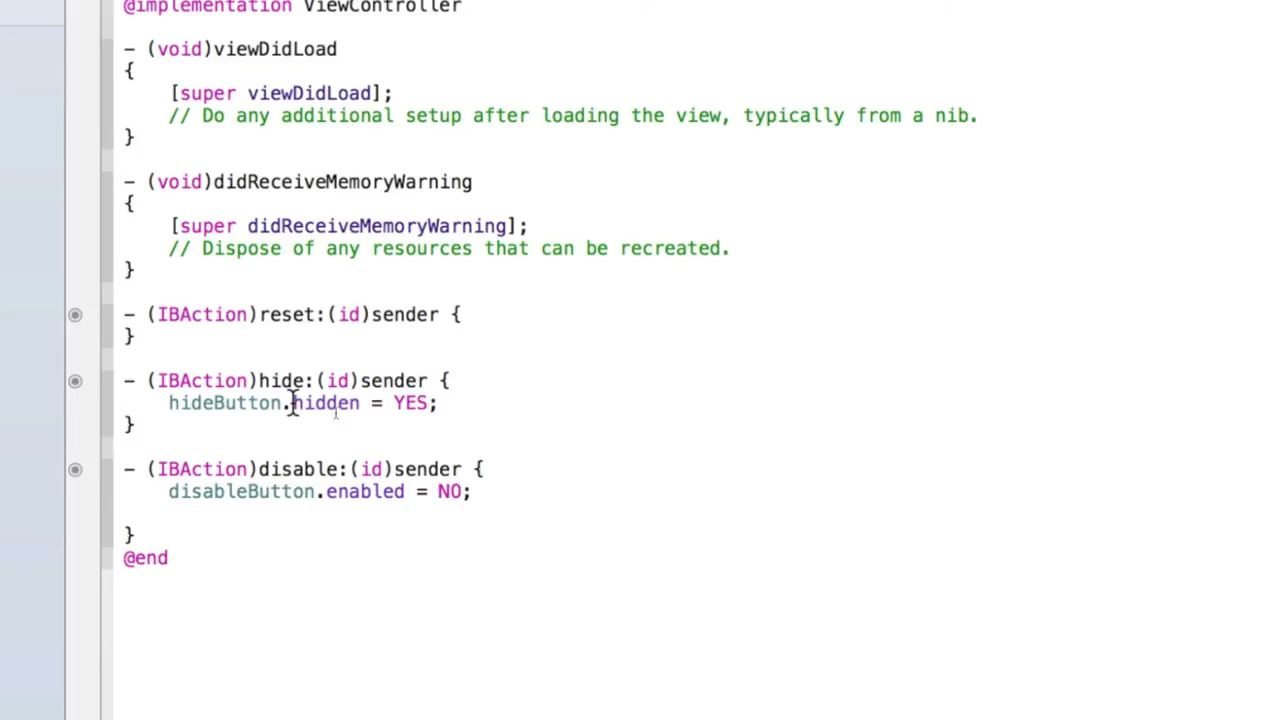 @implementation ViewController
- (void)viewDidLoad
{
[super viewDidLoad];
// Do any additional setup after loading the view, typically from a nib.
}
- (void)didReceiveMemoryWarning
{
[super didReceiveMemoryWarning];
// Dispose of any resources that can be recreated.
}
- (IBAction)reset:(id)sender {
}
- (IBAction)hide:(id)sender {
hideButton.hidden = YES;
}
- (IBAction)disable:(id)sender {
disableButton.enabled = NO;
}
@end